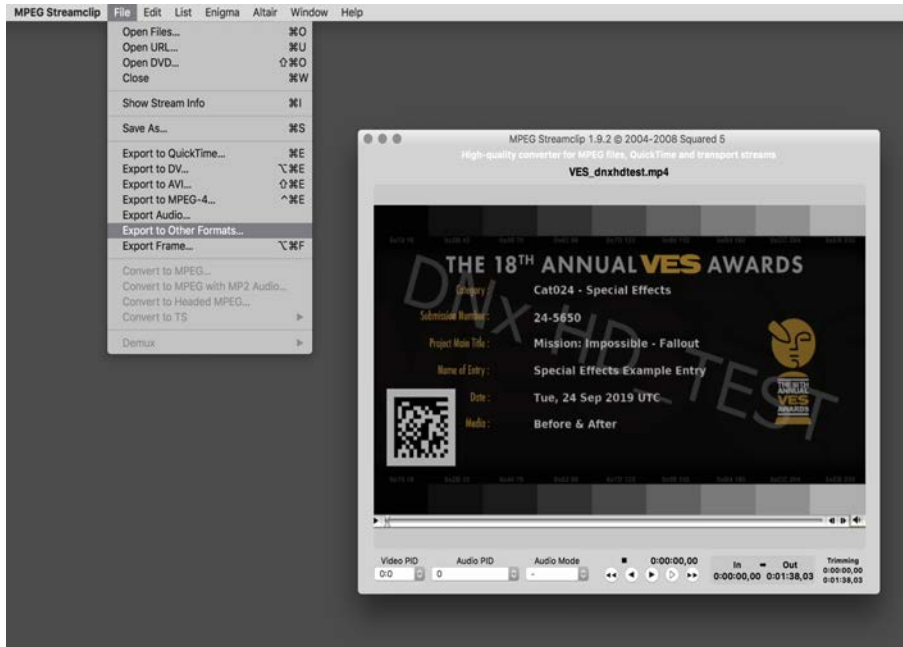 MPEG Streamclip File Edit List Enigma Altair Window Help
Open Files... ⌘O
Open URL... ⌘U
Open DVD... ⇧⌘O
Close ⌘W
Show Stream Info ⌘I
Save As... ⌘S
Export to QuickTime... ⌘E
Export to DV... ⌥⌘E
Export to AVI... ⇧⌘E
Export to MPEG-4... ^⌘E
Export Audio...
Export to Other Formats...
Export Frame... ⌥⌘F
Convert to MPEG...
Convert to MPEG with MP2 Audio...
Convert to Headed MPEG...
Convert to TS
Demux
MPEG Streamclip 1.9.2 © 2004-2008 Squared 5
High-quality converter for MPEG files, QuickTime and transport streams
VES_dnxhdtest.mp4
THE 18TH ANNUAL VES AWARDS
Category: Cat024 - Special Effects
Submission Number: 24-5650
Project Main Title: Mission: Impossible - Fallout
Name of Entry: Special Effects Example Entry
Date: Tue, 24 Sep 2019 UTC
Media: Before & After
DNx HD_TEST
THE 18TH
ANNUAL
VES
AWARDS
Video PID Audio PID Audio Mode 0:00:00,00 In Out Trimming
0:0 0 - 0:00:00,00 0:01:38,03 0:00:00,00
0:01:38,03